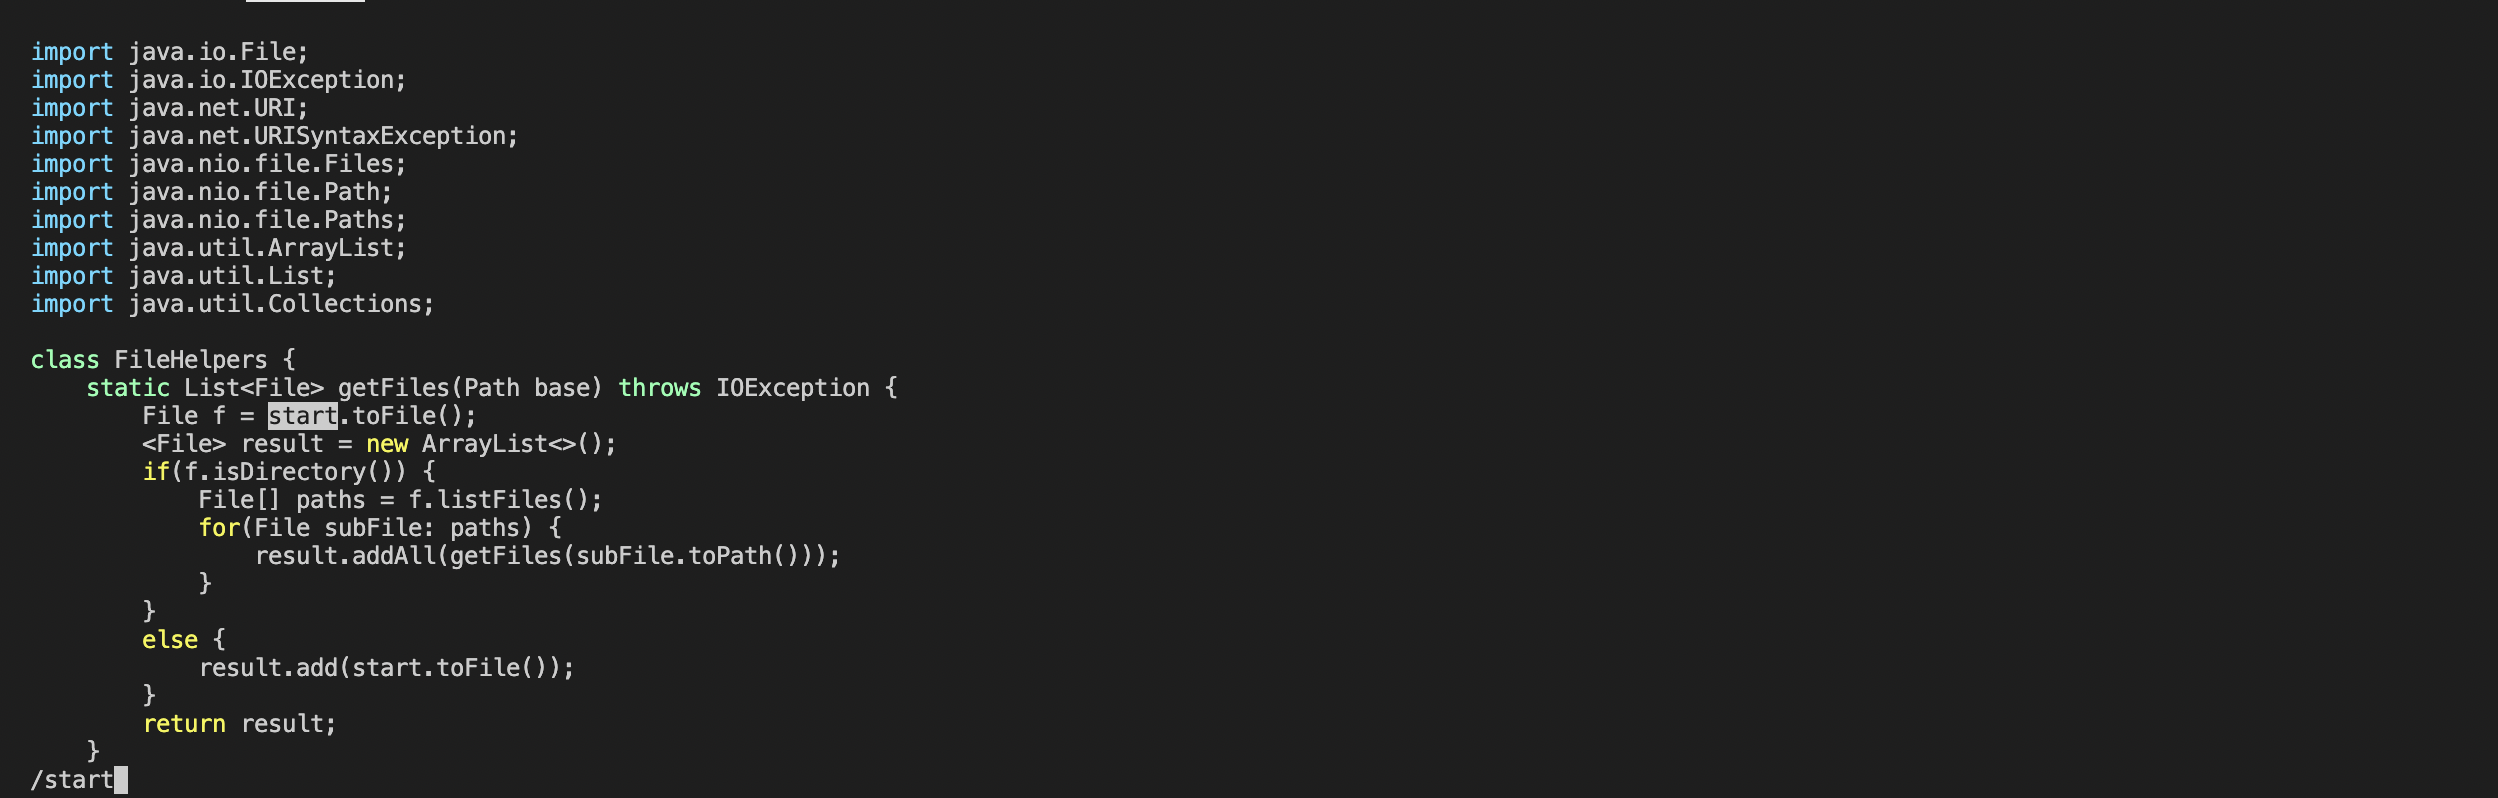 import java.io.File;
import java.io.IOException;
import java.net.URI;
import java.net.URISyntaxException;
import java.nio.file.Files;
import java.nio.file.Path;
import java.nio.file.Paths;
import java.util.ArrayList;
import java.util.List;
import java.util.Collections;

class FileHelpers {
    static List<File> getFiles(Path base) throws IOException {
        File f = start.toFile();
        <File> result = new ArrayList<>();
        if(f.isDirectory()) {
            File[] paths = f.listFiles();
            for(File subFile: paths) {
                result.addAll(getFiles(subFile.toPath()));
            }
        }
        else {
            result.add(start.toFile());
        }
        return result;
    }
/start